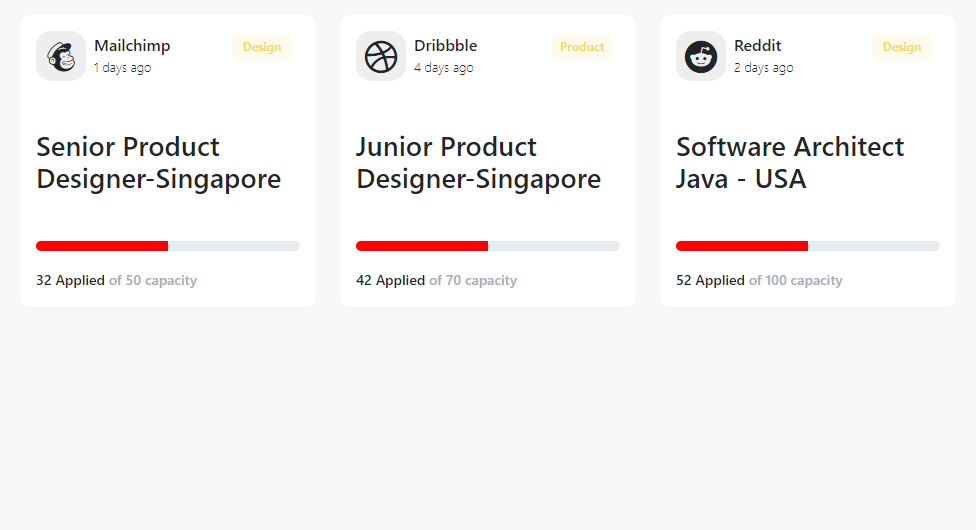 Mailchimp
Design
1 days ago
Senior Product
Designer-Singapore
32 Applied of 50 capacity
Dribbble
Product
4 days ago
Junior Product
Designer-Singapore
42 Applied of 70 capacity
Reddit
Design
2 days ago
Software Architect
Java - USA
52 Applied of 100 capacity